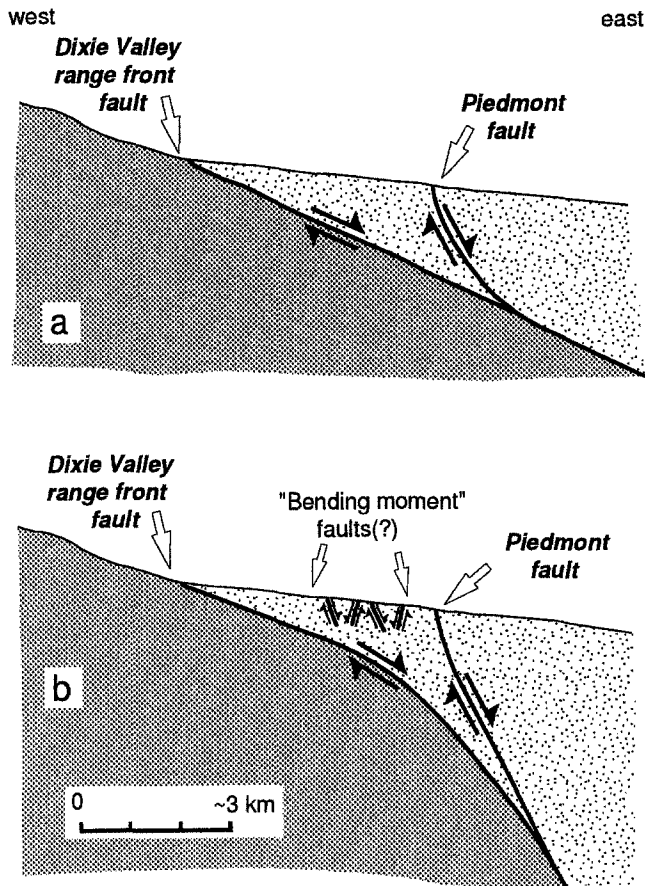 west
east
Dixie Valley
range front
fault
Piedmont
fault
a
Dixie Valley
range front
fault
"Bending moment"
faults(?)
Piedmont
fault
b
0 ~3 km